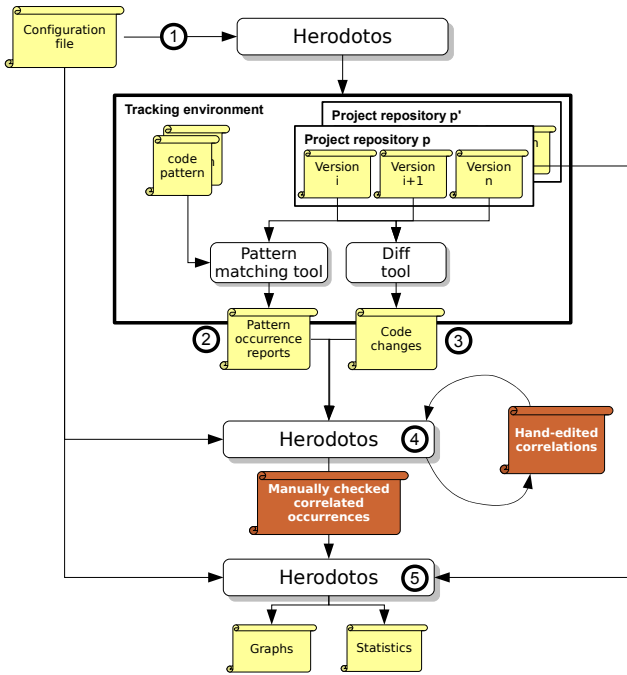 Configuration
file
1
Herodotos
Tracking environment
Project repository p'
Project repository p
code
pattern
n
Version
i
Version
i+1
Version
n
n
Pattern
matching tool
Diff
tool
2
Pattern
occurrence
reports
Code
changes
3
Herodotos
4
Hand-edited
correlations
Manually checked
correlated
occurrences
Herodotos
5
Graphs
Statistics